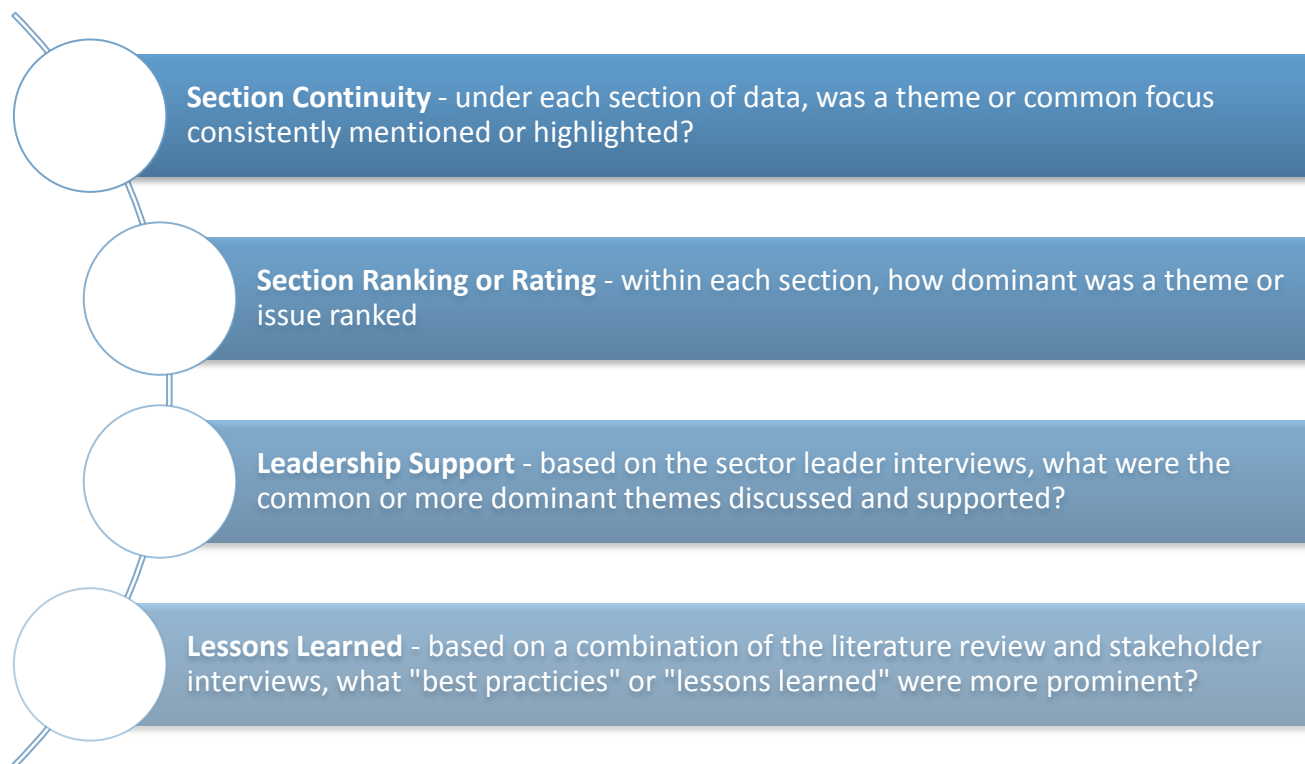 Section Continuity - under each section of data, was a theme or common focus
consistently mentioned or highlighted?
Section Ranking or Rating - within each section, how dominant was a theme or
issue ranked
Leadership Support - based on the sector leader interviews, what were the
common or more dominant themes discussed and supported?
Lessons Learned - based on a combination of the literature review and stakeholder
interviews, what "best practicies" or "lessons learned" were more prominent?